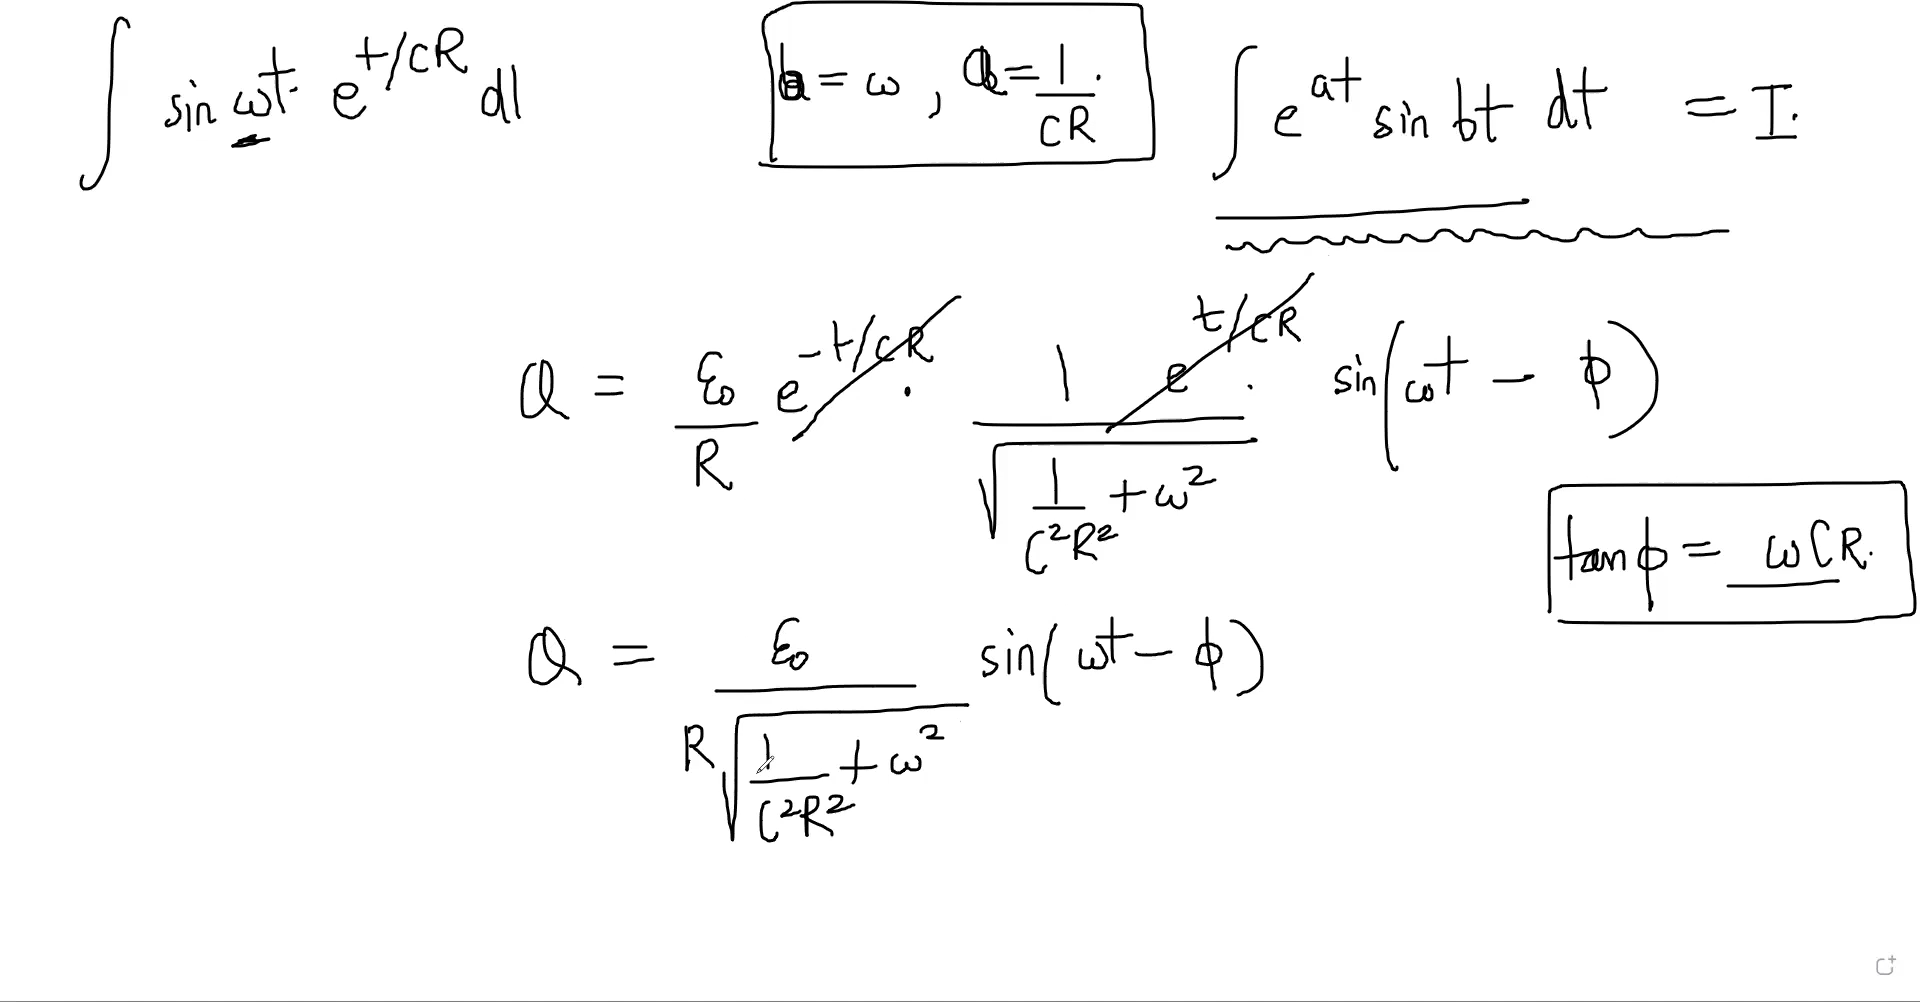 ∫ sin ωt · e^{t/CR} dt
b = ω , a = 1/CR.
∫ e^{at} sin bt dt = I.
Q = ε₀/R e^{-t/CR} · 1/√(1/C²R² + ω²) e^{t/CR} · sin(ωt − ϕ)
tan ϕ = ωCR.
Q = ε₀/(R√(1/C²R² + ω²)) sin(ωt − ϕ)